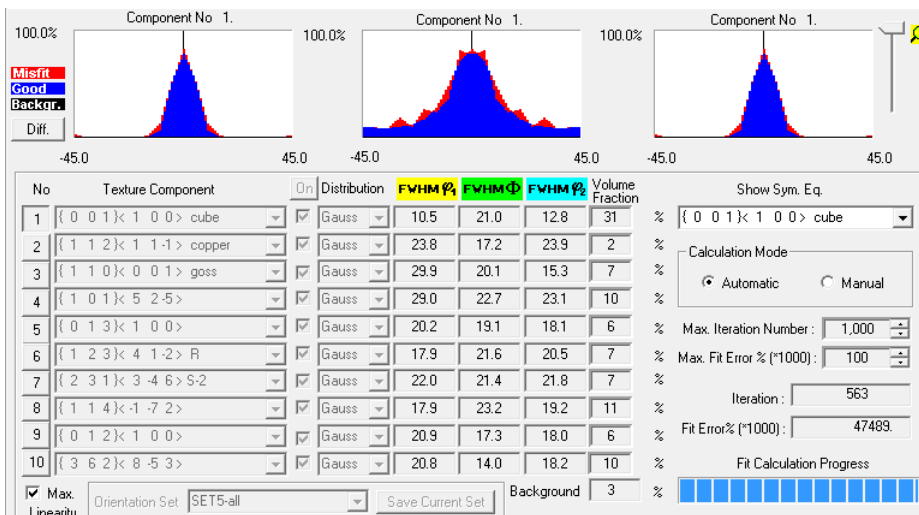 Component No 1. Component No 1. Component No 1.
100.0% 100.0% 100.0%
Misfit
Good
Backgr.
Diff.
-45.0 45.0 -45.0 45.0 -45.0 45.0
No Texture Component On Distribution FWHM φ1 FWHM Φ FWHM φ2 Volume Fraction Show Sym. Eq.
1 { 0 0 1}< 1 0 0> cube Gauss 10.5 21.0 12.8 31 % { 0 0 1}< 1 0 0> cube
2 { 1 1 2}< 1 1 -1> copper Gauss 23.8 17.2 23.9 2 %
Calculation Mode
3 { 1 1 0}< 0 0 1> goss Gauss 29.9 20.1 15.3 7 %
Automatic Manual
4 { 1 0 1}< 5 2 -5> Gauss 29.0 22.7 23.1 10 %
5 { 0 1 3}< 1 0 0> Gauss 20.2 19.1 18.1 6 % Max. Iteration Number : 1,000
6 { 1 2 3}< 4 1 -2> R Gauss 17.9 21.6 20.5 7 % Max. Fit Error % (*1000) : 100
7 { 2 3 1}< 3 -4 6> S-2 Gauss 22.0 21.4 21.8 7 %
8 { 1 1 4}< -1 -7 2> Gauss 17.9 23.2 19.2 11 % Iteration : 563
9 { 0 1 2}< 1 0 0> Gauss 20.9 17.3 18.0 6 % Fit Error% (*1000) : 47489.
10 { 3 6 2}< 8 -5 3> Gauss 20.8 14.0 18.2 10 % Fit Calculation Progress
Max. Linearity Orientation Set SET5-all Save Current Set Background 3 %